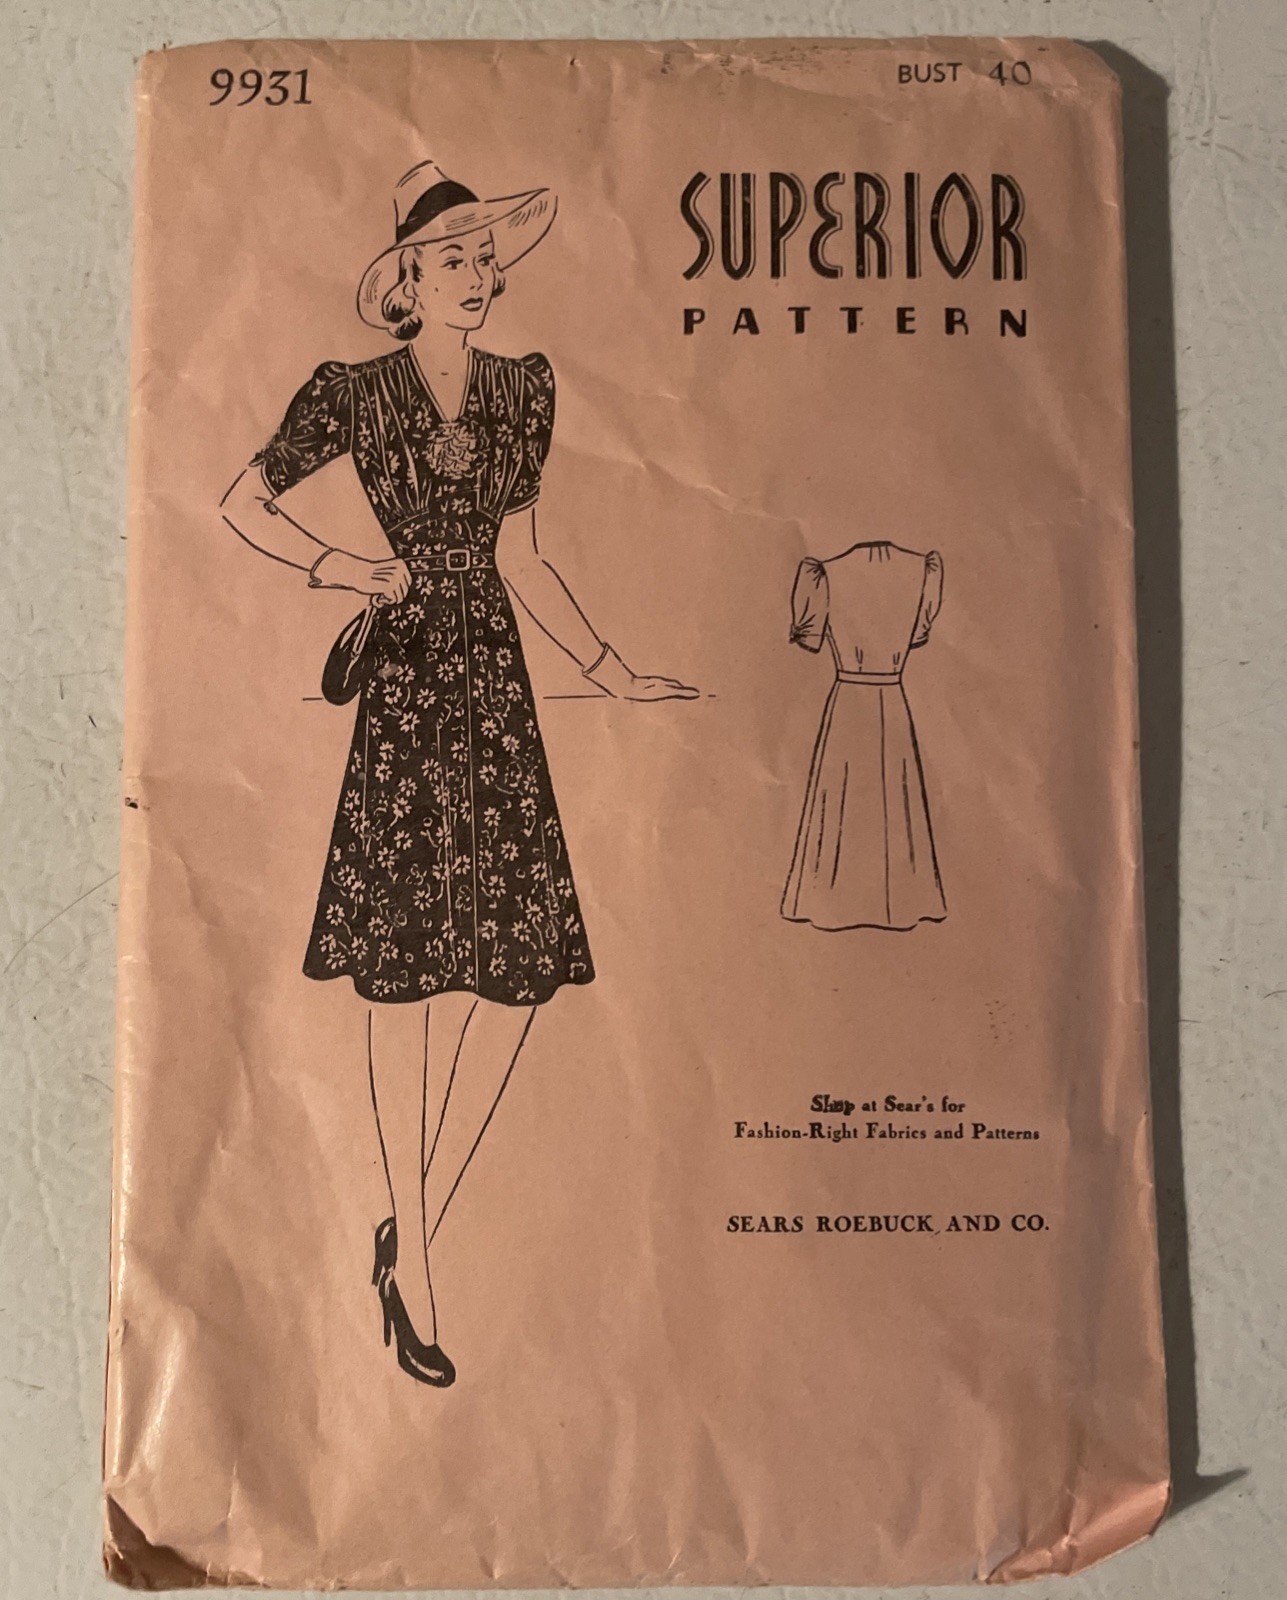 9931
BUST 40
SUPERIOR
PATTERN
Shop at Sear's for
Fashion-Right Fabrics and Patterns
SEARS ROEBUCK AND CO.